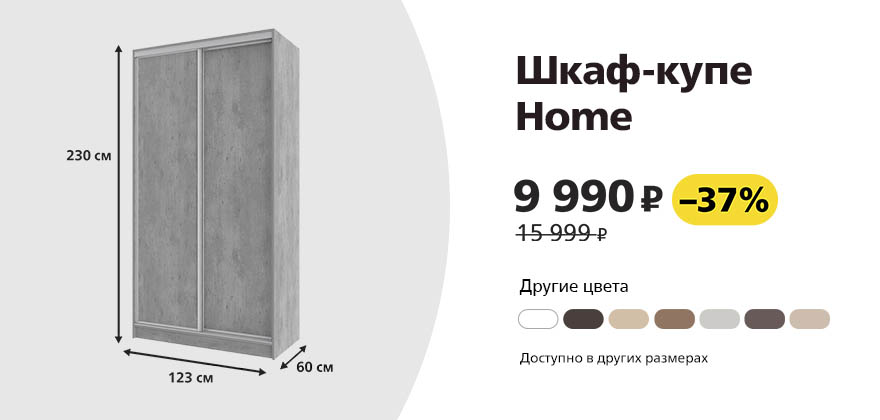 230 см
123 см
60 см
Шкаф-купе
Home
9 990 ₽ –37%
15 999 ₽
Другие цвета
Доступно в других размерах